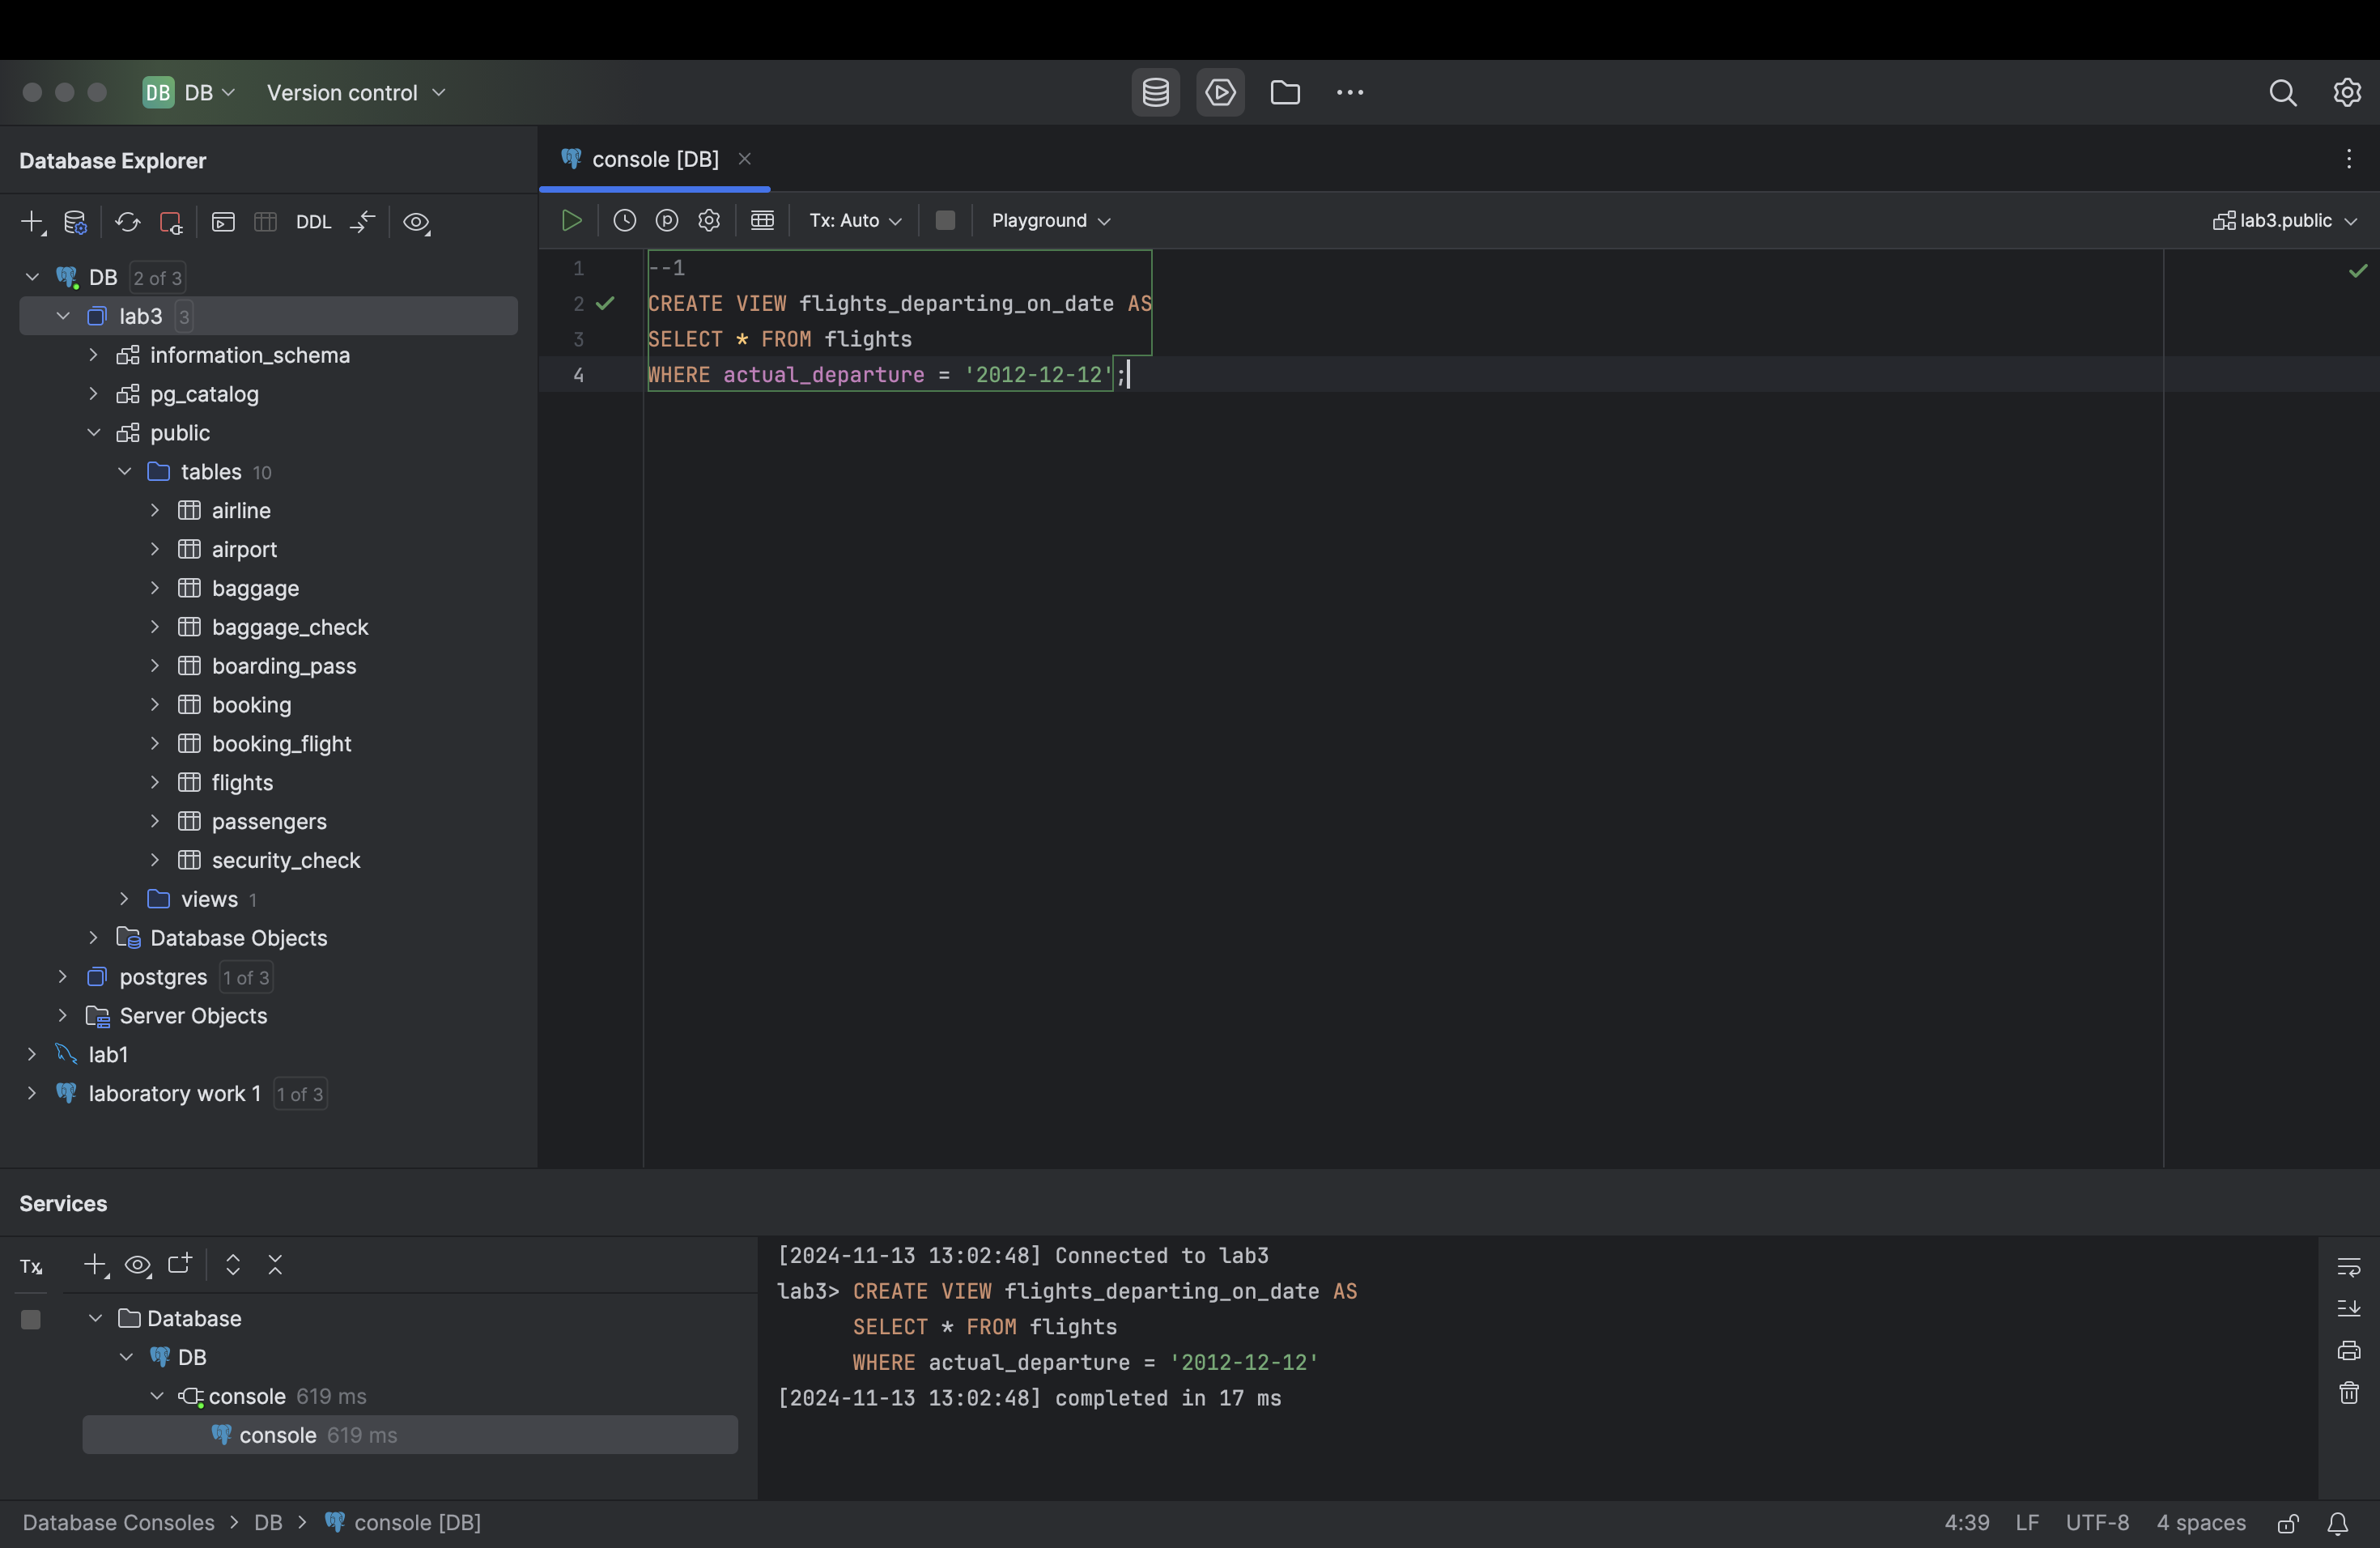 DB DB Version control
Database Explorer
console [DB]
DDL
Tx: Auto Playground lab3.public
DB 2 of 3
lab3 3
information_schema
pg_catalog
public
tables 10
airline
airport
baggage
baggage_check
boarding_pass
booking
booking_flight
flights
passengers
security_check
views 1
Database Objects
postgres 1 of 3
Server Objects
lab1
laboratory work 1 1 of 3
1 --1
2 CREATE VIEW flights_departing_on_date AS
3 SELECT * FROM flights
4 WHERE actual_departure = '2012-12-12';
Services
Tx
Database
DB
console 619 ms
console 619 ms
[2024-11-13 13:02:48] Connected to lab3
lab3> CREATE VIEW flights_departing_on_date AS
SELECT * FROM flights
WHERE actual_departure = '2012-12-12'
[2024-11-13 13:02:48] completed in 17 ms
Database Consoles > DB > console [DB]
4:39 LF UTF-8 4 spaces